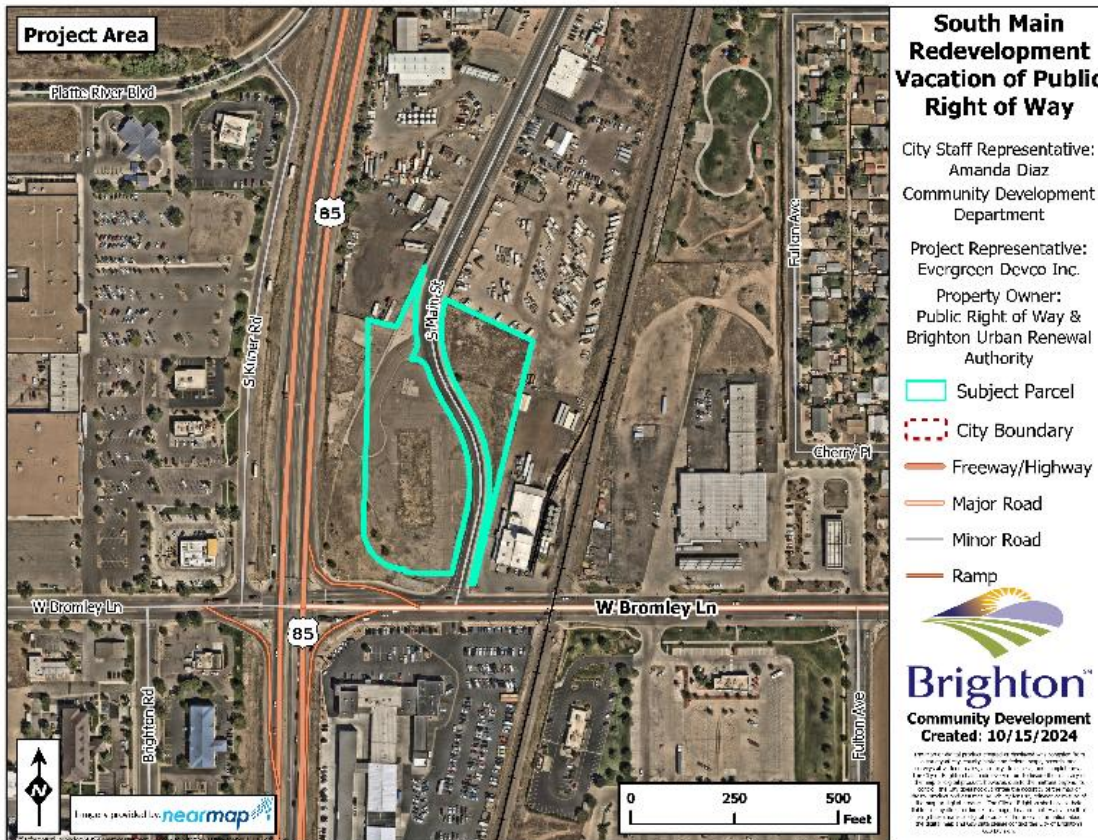 Project Area
Platte River Blvd
85
S Kuner Rd
S Main St
Fulton Ave
Cherry Pl
W Bromley Ln
W Bromley Ln
85
Brighton Rd
Fulton Ave
N
Imagery provided by: nearmap
0 250 500
Feet
South Main
Redevelopment
Vacation of Public
Right of Way
City Staff Representative:
Amanda Diaz
Community Development
Department
Project Representative:
Evergreen Devco Inc.
Property Owner:
Public Right of Way &
Brighton Urban Renewal
Authority
Subject Parcel
City Boundary
Freeway/Highway
Major Road
Minor Road
Ramp
Brighton
Community Development
Created: 10/15/2024